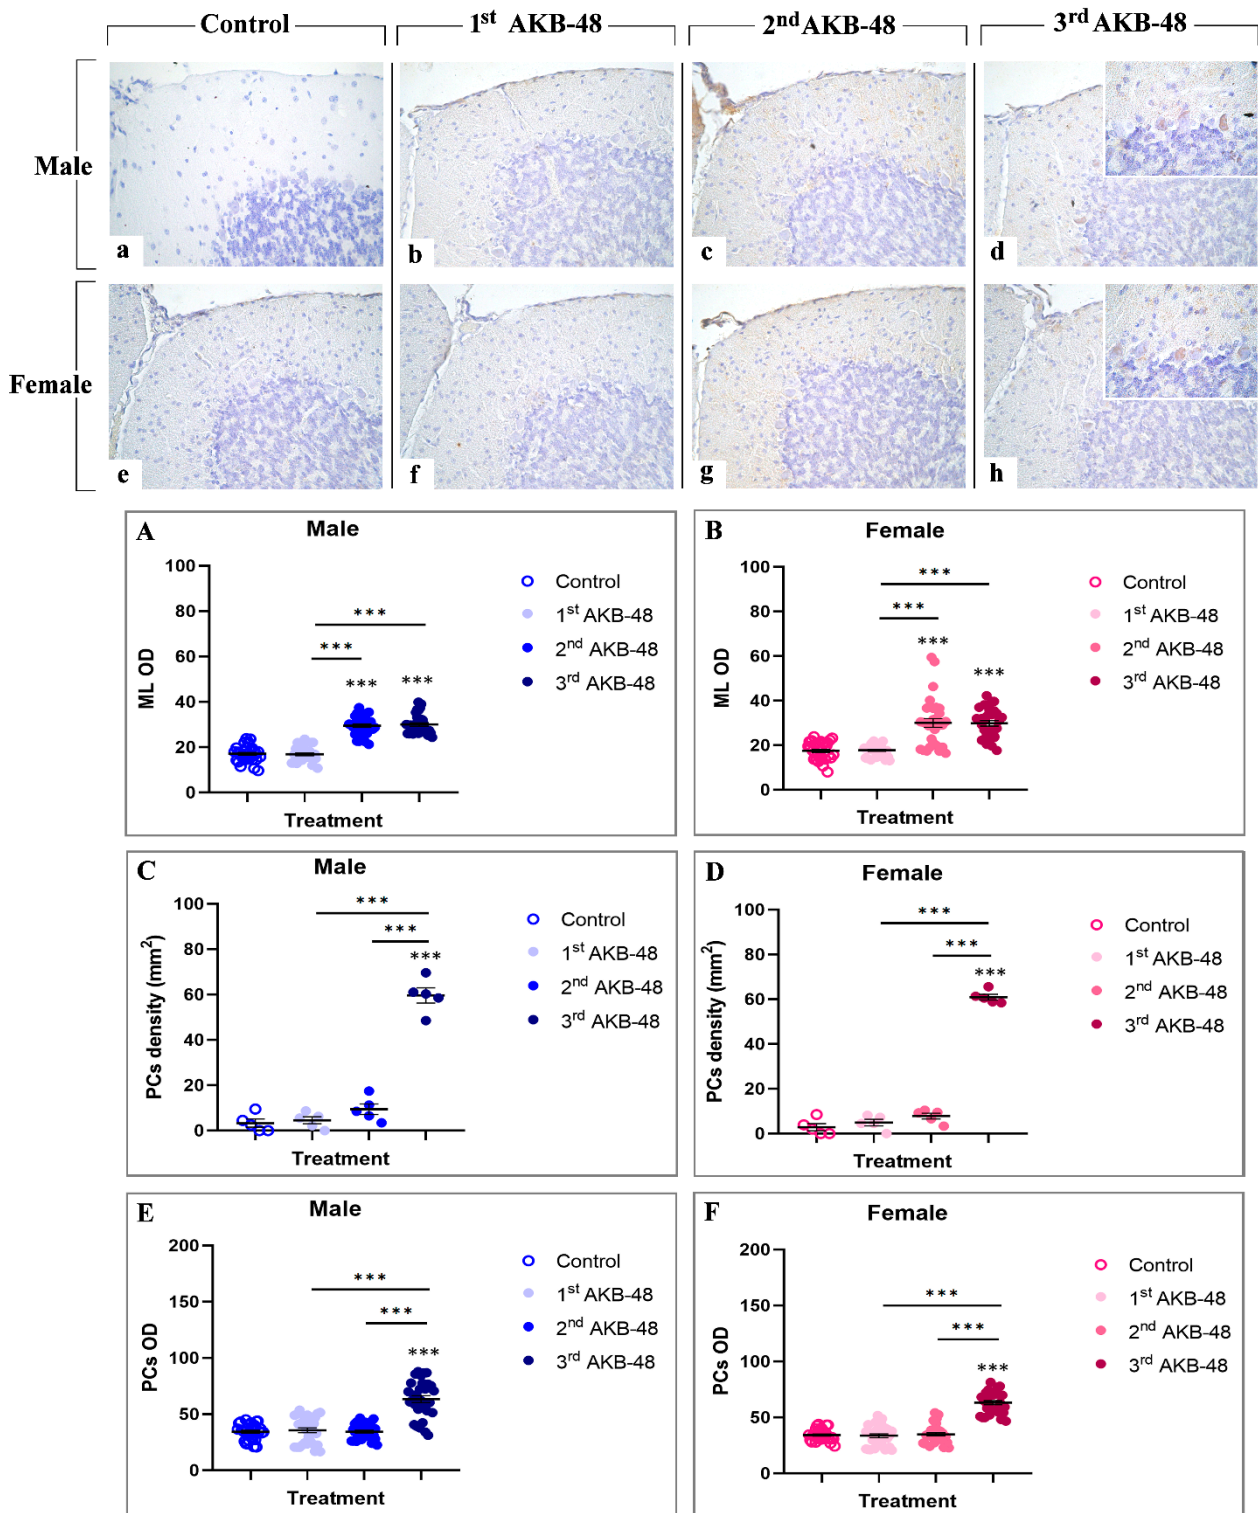 Control 1st AKB-48 2nd AKB-48 3rd AKB-48
Male
a b c d
Female
e f g h
A Male
ML OD
100
80
60
40
20
0
*** ***
*** ***
Treatment
Control
1st AKB-48
2nd AKB-48
3rd AKB-48
B Female
ML OD
100
80
60
40
20
0
*** ***
*** ***
Treatment
Control
1st AKB-48
2nd AKB-48
3rd AKB-48
C Male
PCs density (mm2)
100
80
60
40
20
0
***
***
***
Treatment
Control
1st AKB-48
2nd AKB-48
3rd AKB-48
D Female
PCs density (mm2)
100
80
60
40
20
0
***
***
***
Treatment
Control
1st AKB-48
2nd AKB-48
3rd AKB-48
E Male
PCs OD
200
150
100
50
0
***
***
***
Treatment
Control
1st AKB-48
2nd AKB-48
3rd AKB-48
F Female
PCs OD
200
150
100
50
0
***
***
***
Treatment
Control
1st AKB-48
2nd AKB-48
3rd AKB-48